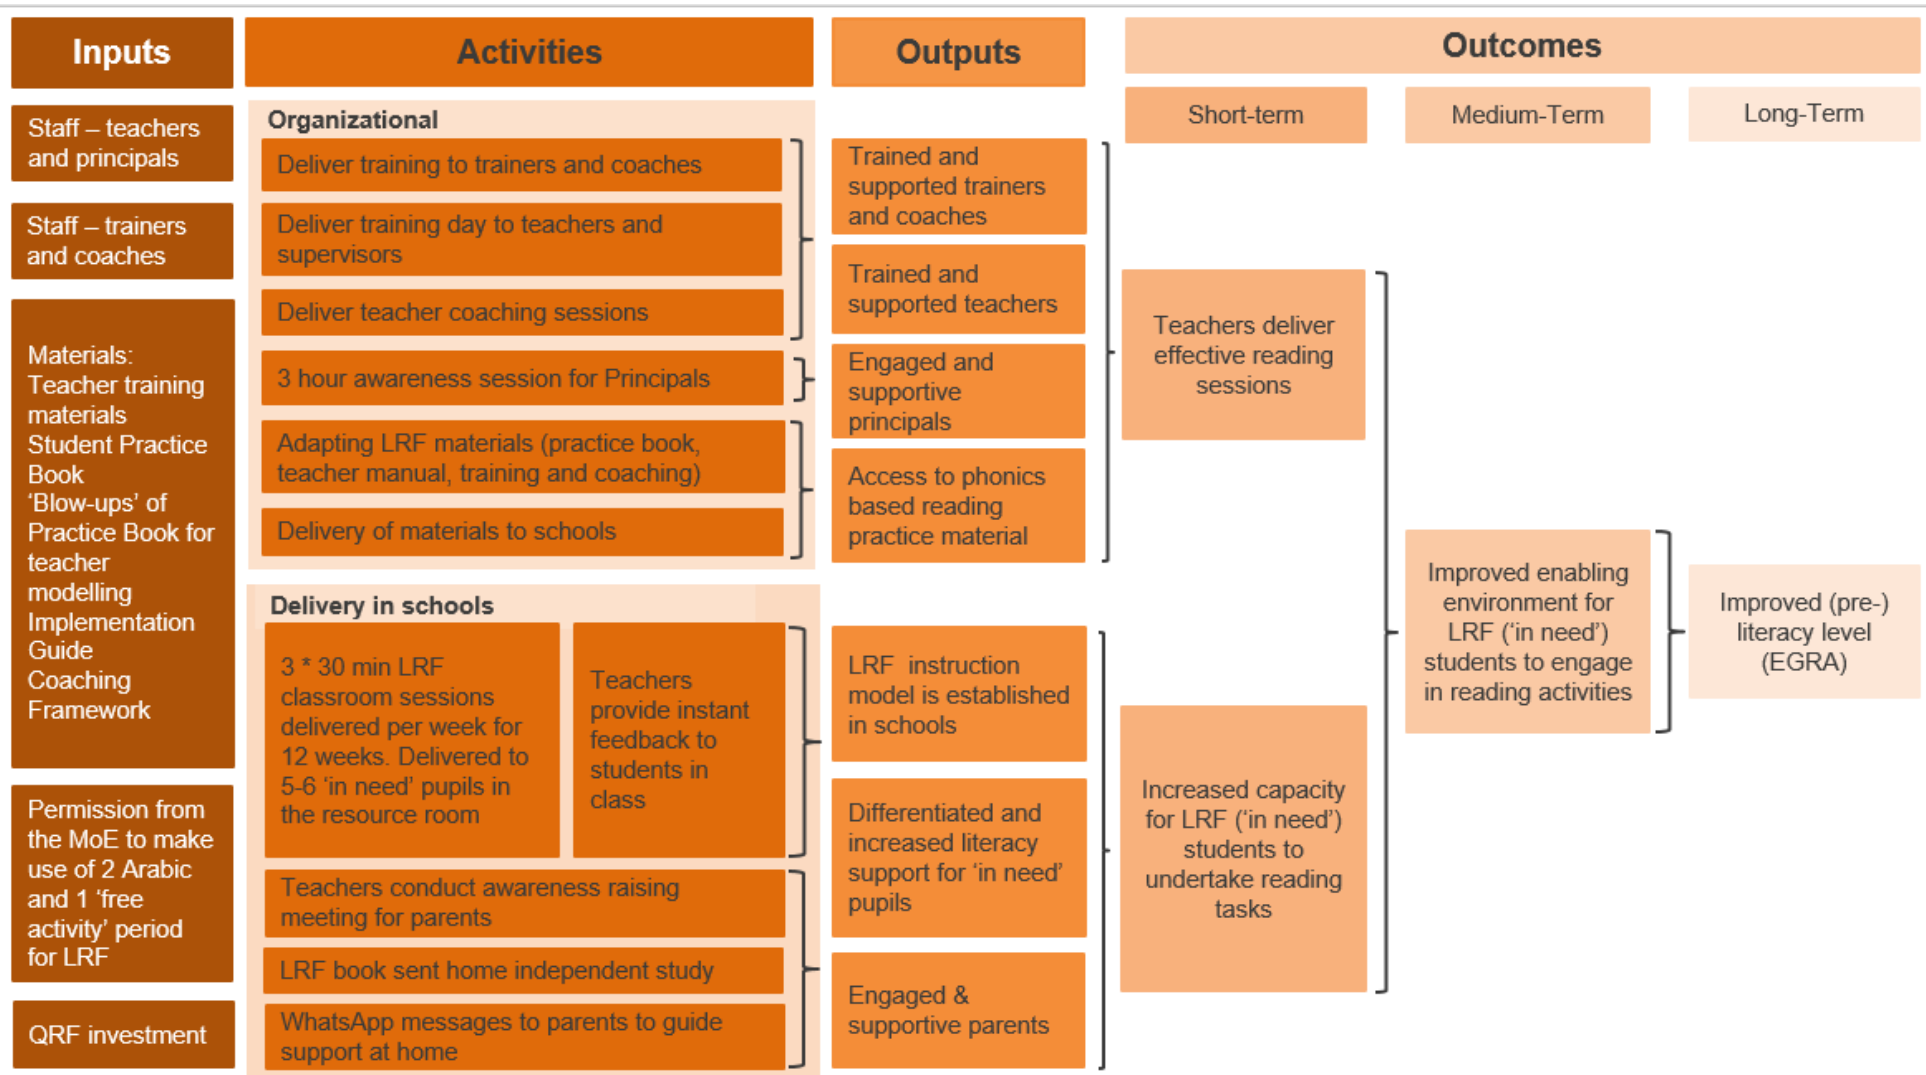 Inputs
Activities
Outputs
Outcomes
Short-term
Medium-Term
Long-Term
Staff – teachers
and principals
Staff – trainers
and coaches
Materials:
Teacher training
materials
Student Practice
Book
‘Blow-ups’ of
Practice Book for
teacher
modelling
Implementation
Guide
Coaching
Framework
Permission from
the MoE to make
use of 2 Arabic
and 1 ‘free
activity’ period
for LRF
QRF investment
Organizational
Deliver training to trainers and coaches
Deliver training day to teachers and
supervisors
Deliver teacher coaching sessions
3 hour awareness session for Principals
Adapting LRF materials (practice book,
teacher manual, training and coaching)
Delivery of materials to schools
Delivery in schools
3 * 30 min LRF
classroom sessions
delivered per week for
12 weeks. Delivered to
5-6 ‘in need’ pupils in
the resource room
Teachers
provide instant
feedback to
students in
class
Teachers conduct awareness raising
meeting for parents
LRF book sent home independent study
WhatsApp messages to parents to guide
support at home
Trained and
supported trainers
and coaches
Trained and
supported teachers
Engaged and
supportive
principals
Access to phonics
based reading
practice material
LRF instruction
model is established
in schools
Differentiated and
increased literacy
support for ‘in need’
pupils
Engaged &
supportive parents
Teachers deliver
effective reading
sessions
Increased capacity
for LRF (‘in need’)
students to
undertake reading
tasks
Improved enabling
environment for
LRF (‘in need’)
students to engage
in reading activities
Improved (pre-)
literacy level
(EGRA)